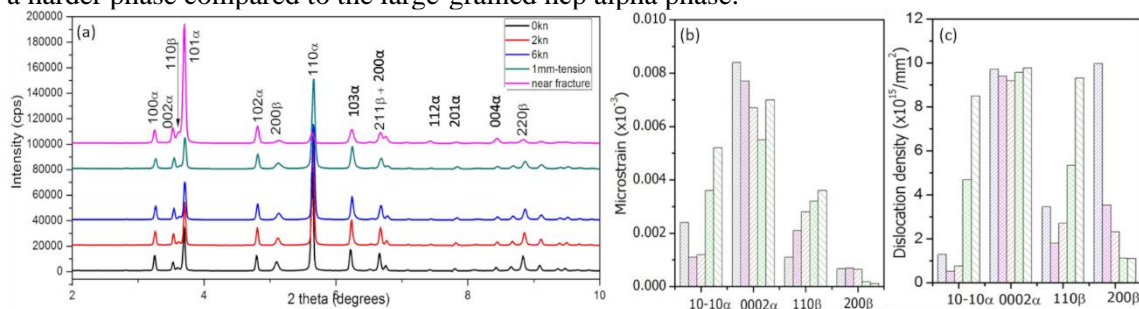 a harder phase compared to the large-grained hcp alpha phase.
(a)
200000
180000
160000
140000
120000
100000
80000
60000
40000
20000
0
Intensity (cps)
100α
002α
110β
101α
102α
200β
110α
103α
211β + 200α
112α
201α
004α
220β
0kn
2kn
6kn
1mm-tension
near fracture
2 4 6 8 10
2 theta (degrees)
(b)
0.010
0.008
0.006
0.004
0.002
0.000
Microstrain (x10⁻³)
10-10α 0002α 110β 200β
(c)
12
10
8
6
4
2
0
Dislocation density (x10¹⁵/mm²)
10-10α 0002α 110β 200β